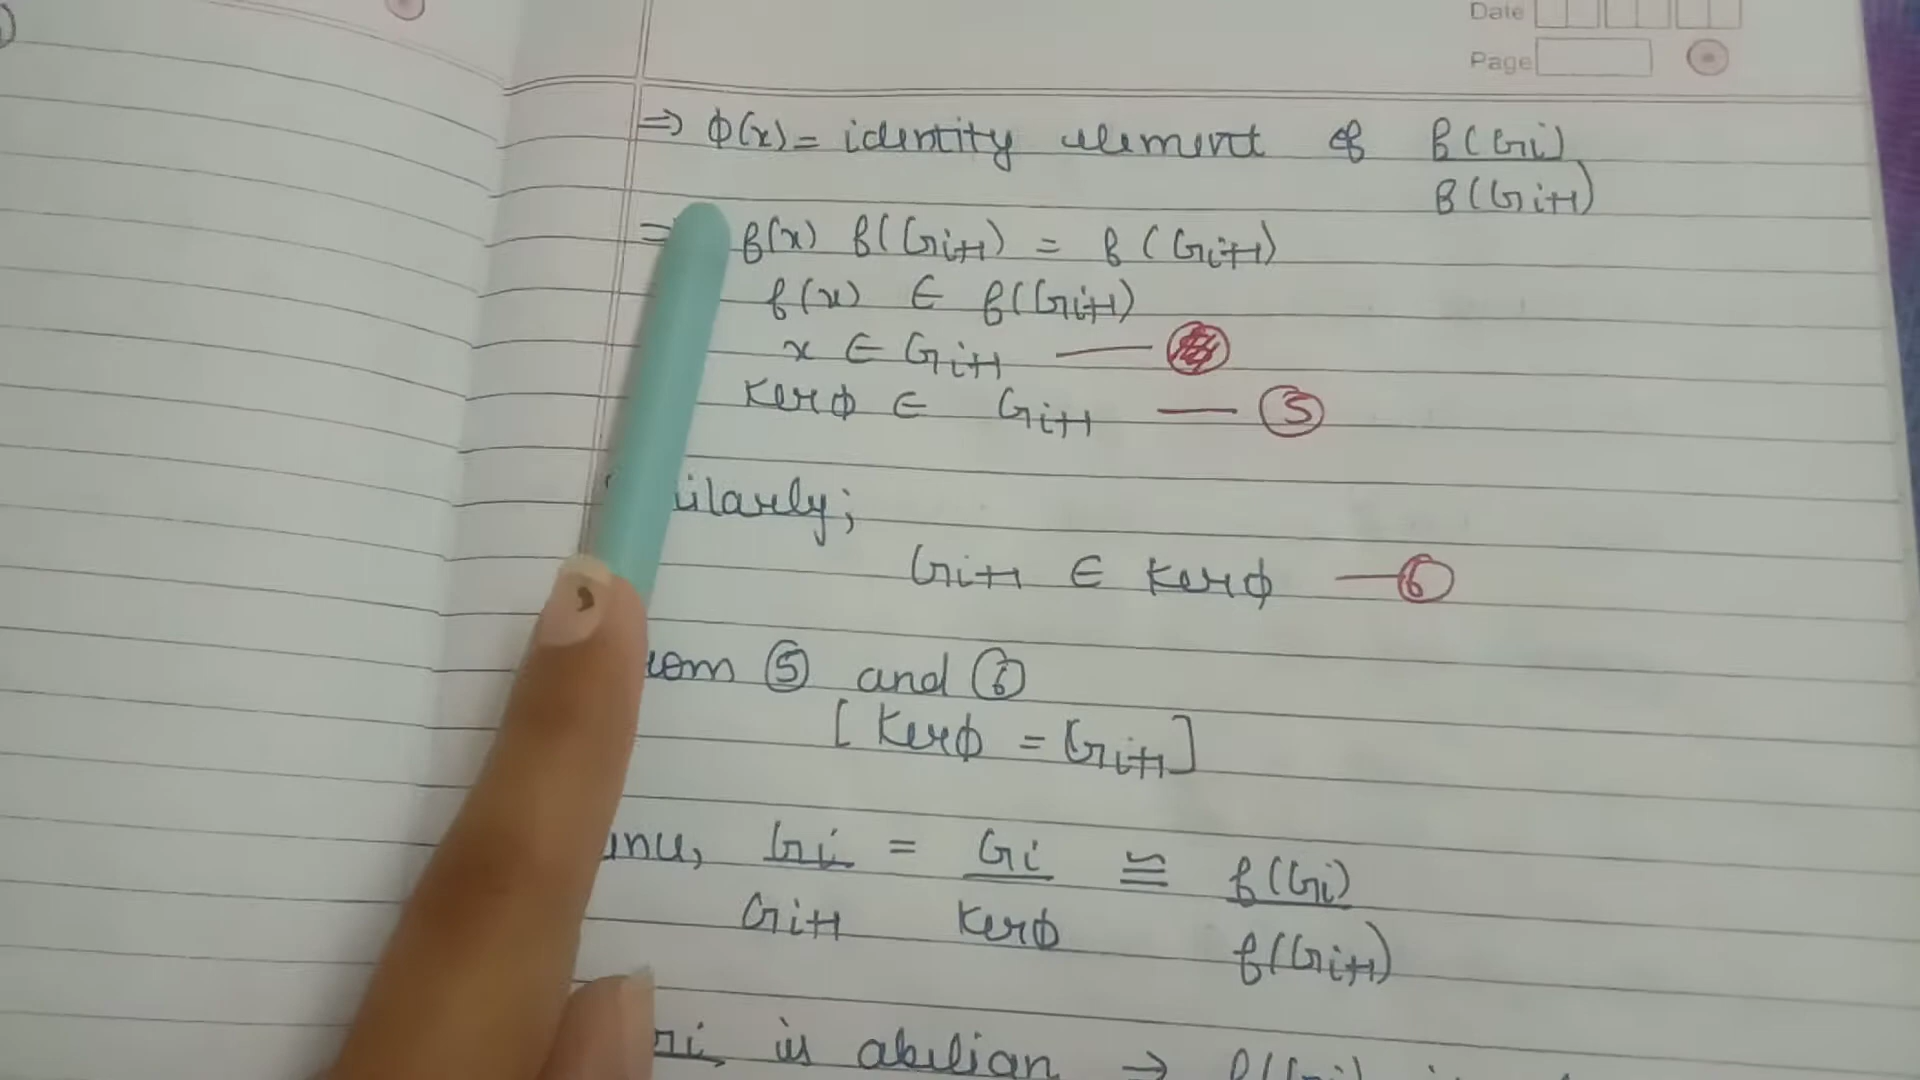 Date
Page
⇒ ϕ(x) = identity element of f(Gi)
f(Gi+1)
f(x) f(Gi+1) = f(Gi+1)
f(x) ∈ f(Gi+1)
x ∈ Gi+1 —
Kerϕ ∈ Gi+1 — 5
ilarly;
Gi+1 ∈ Kerϕ — 6
om 5 and 6
[Kerϕ = Gi+1]
Gi = Gi ≅ f(Gi)
Gi+1 Kerϕ f(Gi+1)
Gi is abelian → f(Gi)